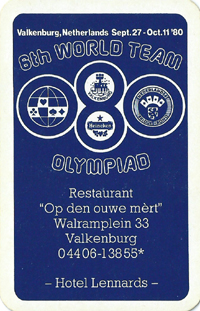 Valkenburg, Netherlands Sept. 27 - Oct. 11 '80
6th WORLD TEAM
Heineken
OLYMPIAD
Restaurant
"Op den ouwe mèrt"
Walramplein 33
Valkenburg
04406-13855*
- Hotel Lennards -